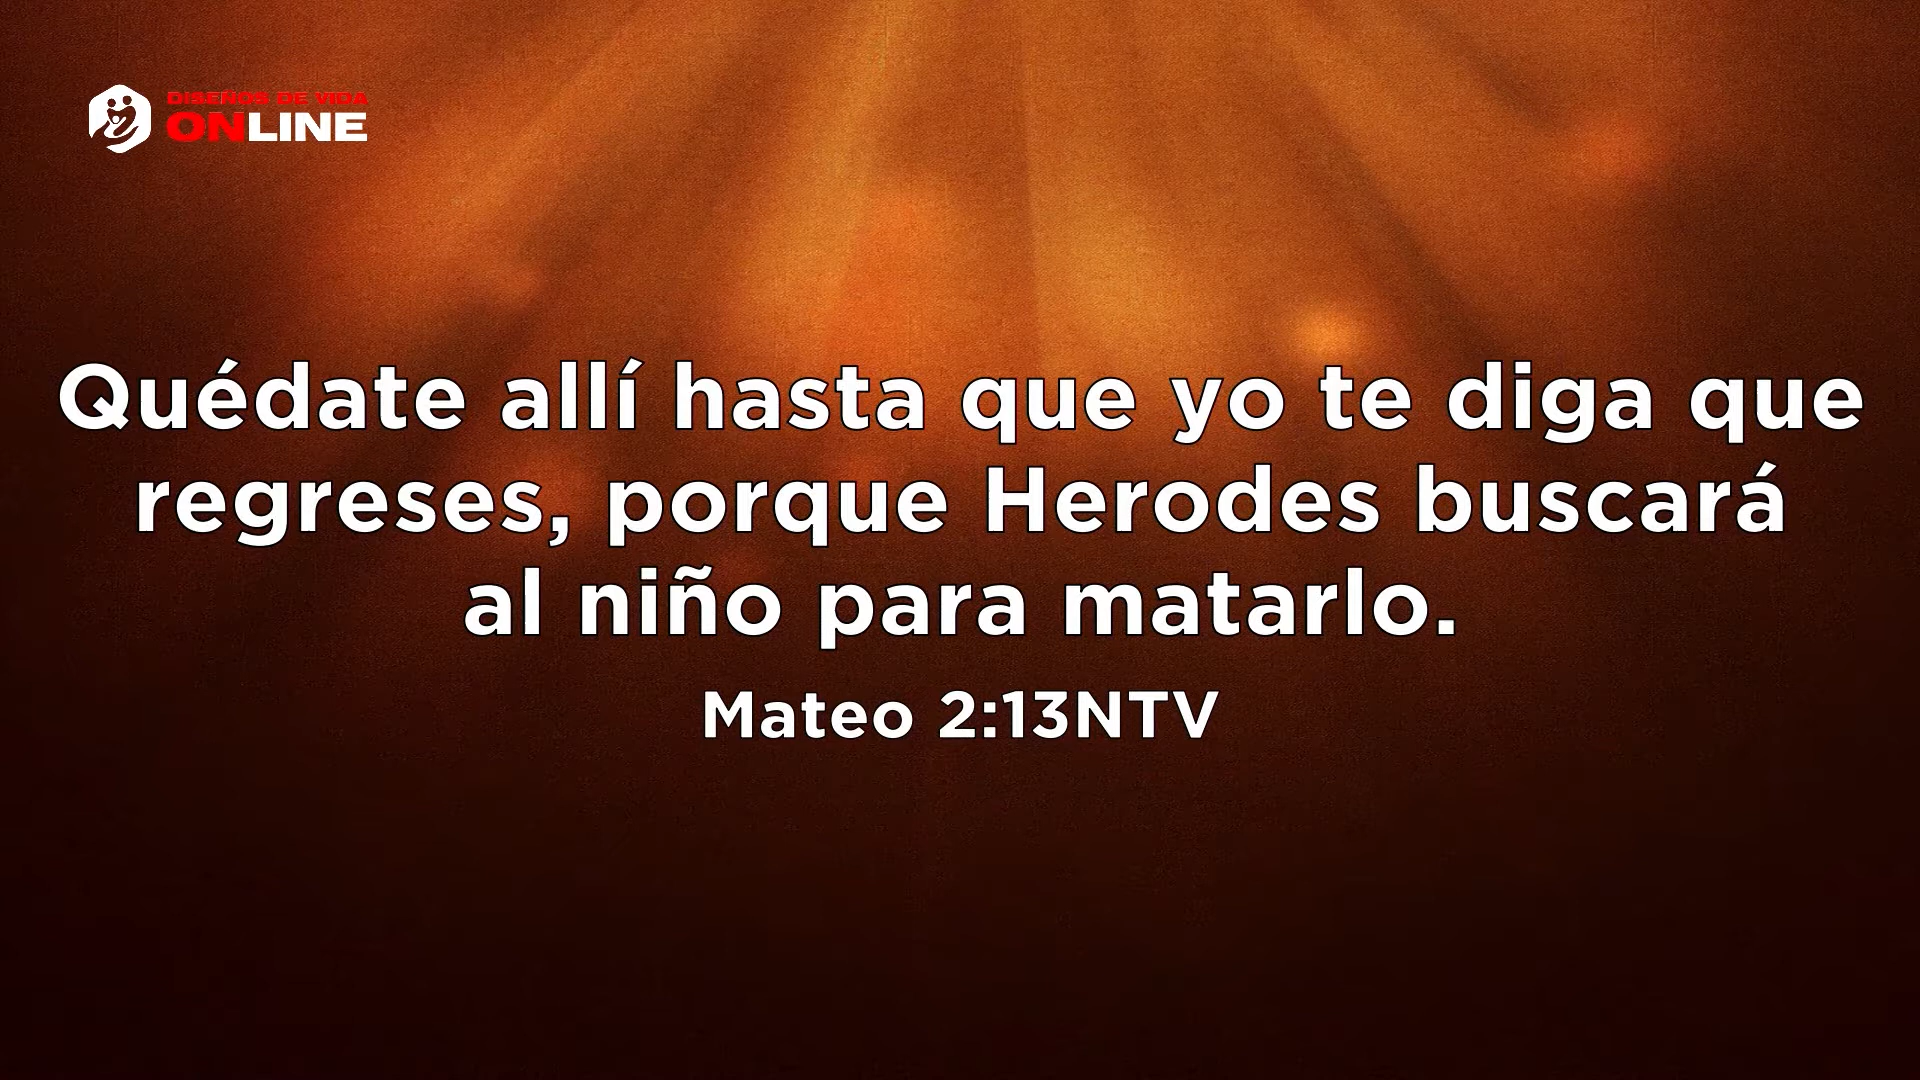 DISEÑOS DE VIDA
ONLINE
Quédate allí hasta que yo te diga que
regreses, porque Herodes buscará
al niño para matarlo.
Mateo 2:13NTV